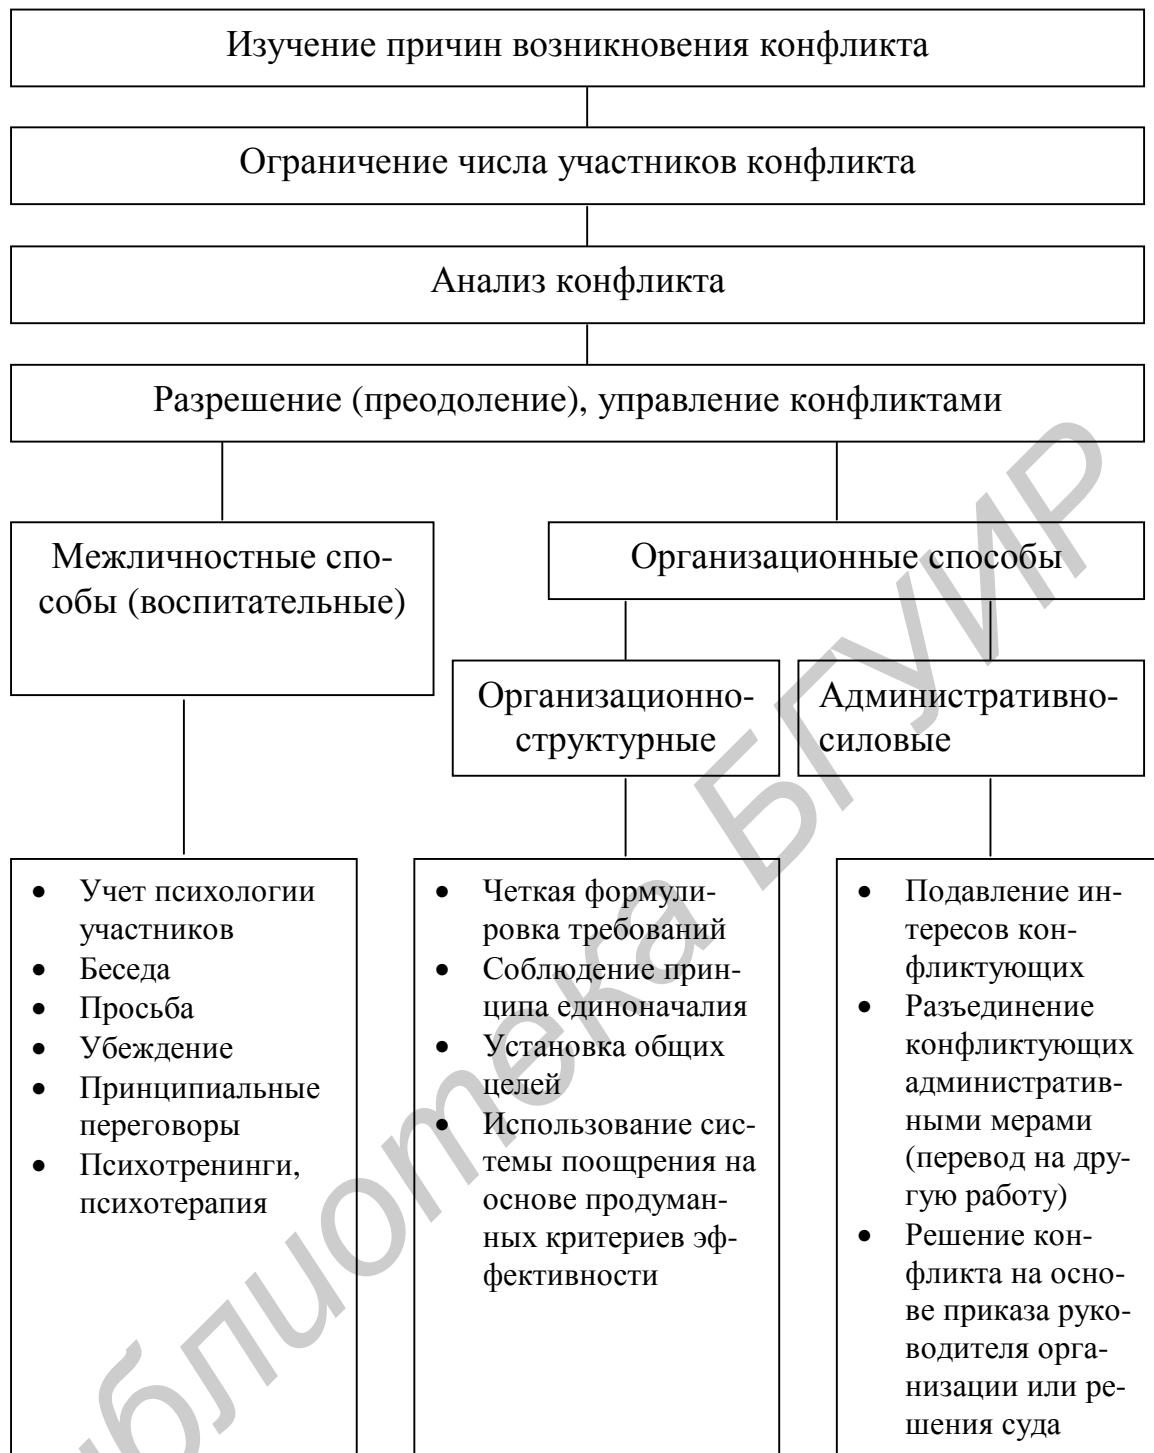 Изучение причин возникновения конфликта
Ограничение числа участников конфликта
Анализ конфликта
Разрешение (преодоление), управление конфликтами
Межличностные спо-
собы (воспитательные)
Организационные способы
Организационно-
структурные
Административно-
силовые
• Учет психологии
участников
• Беседа
• Просьба
• Убеждение
• Принципиальные
переговоры
• Психотренинги,
психотерапия
• Четкая формули-
ровка требований
• Соблюдение прин-
ципа единоначалия
• Установка общих
целей
• Использование сис-
темы поощрения на
основе продуман-
ных критериев эф-
фективности
• Подавление ин-
тересов кон-
фликтующих
• Разъединение
конфликтующих
административ-
ными мерами
(перевод на дру-
гую работу)
• Решение кон-
фликта на осно-
ве приказа руко-
водителя орга-
низации или ре-
шения суда
блиотека БГУИР